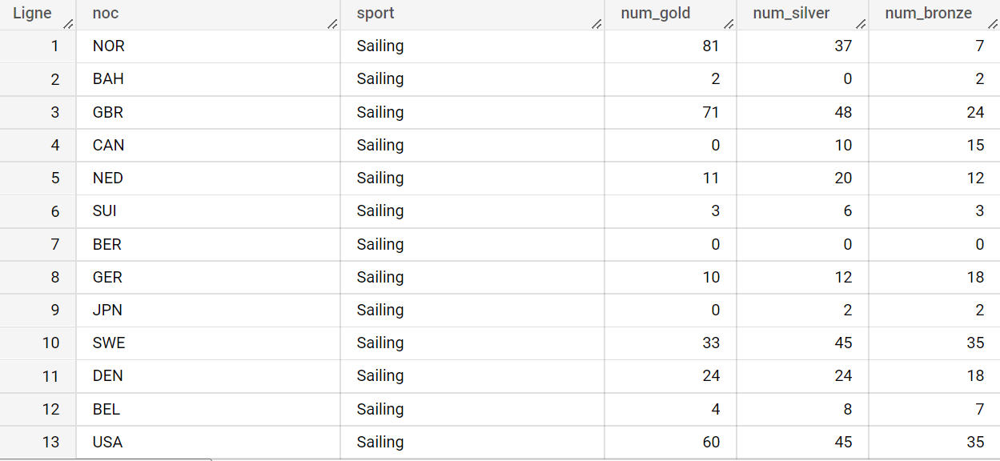 Ligne noc sport num_gold num_silver num_bronze
1 NOR Sailing 81 37 7
2 BAH Sailing 2 0 2
3 GBR Sailing 71 48 24
4 CAN Sailing 0 10 15
5 NED Sailing 11 20 12
6 SUI Sailing 3 6 3
7 BER Sailing 0 0 0
8 GER Sailing 10 12 18
9 JPN Sailing 0 2 2
10 SWE Sailing 33 45 35
11 DEN Sailing 24 24 18
12 BEL Sailing 4 8 7
13 USA Sailing 60 45 35